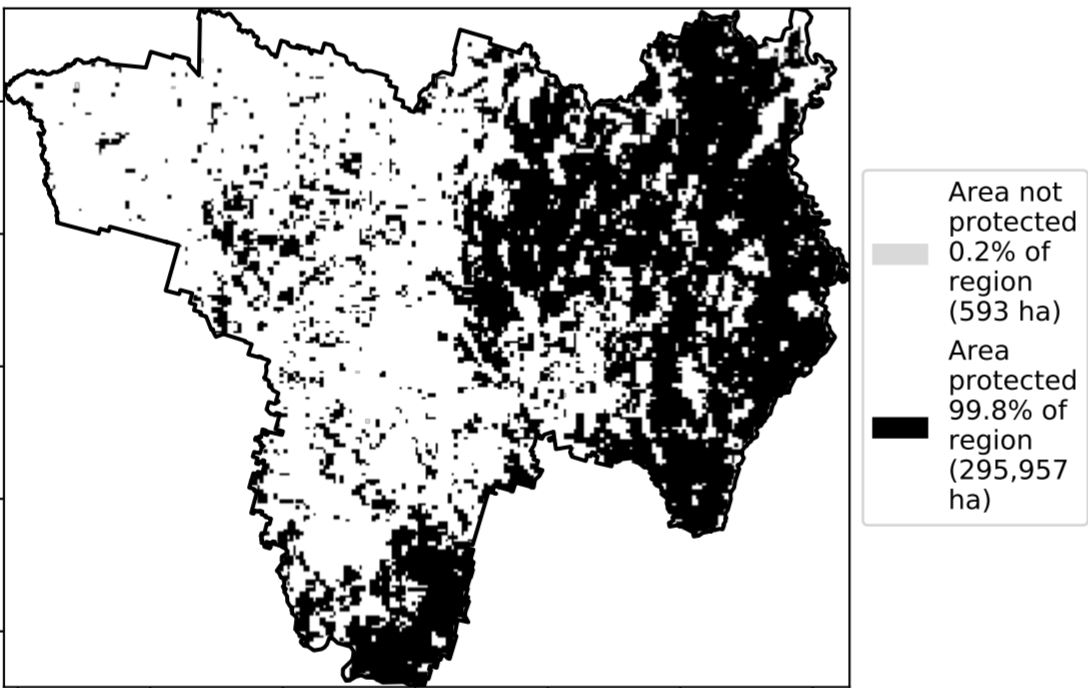 Area not
protected
0.2% of
region
(593 ha)
Area
protected
99.8% of
region
(295,957
ha)